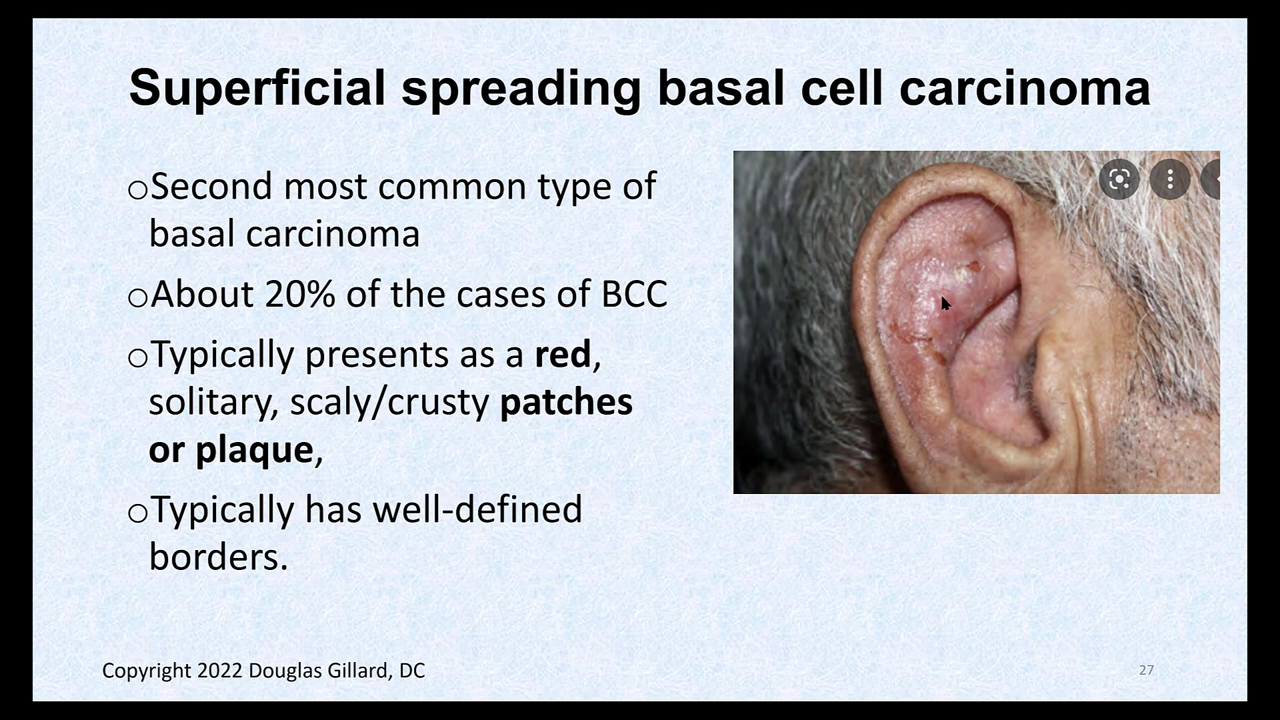 Superficial spreading basal cell carcinoma
oSecond most common type of
basal carcinoma
oAbout 20% of the cases of BCC
oTypically presents as a red,
solitary, scaly/crusty patches
or plaque,
oTypically has well-defined
borders.
Copyright 2022 Douglas Gillard, DC
27